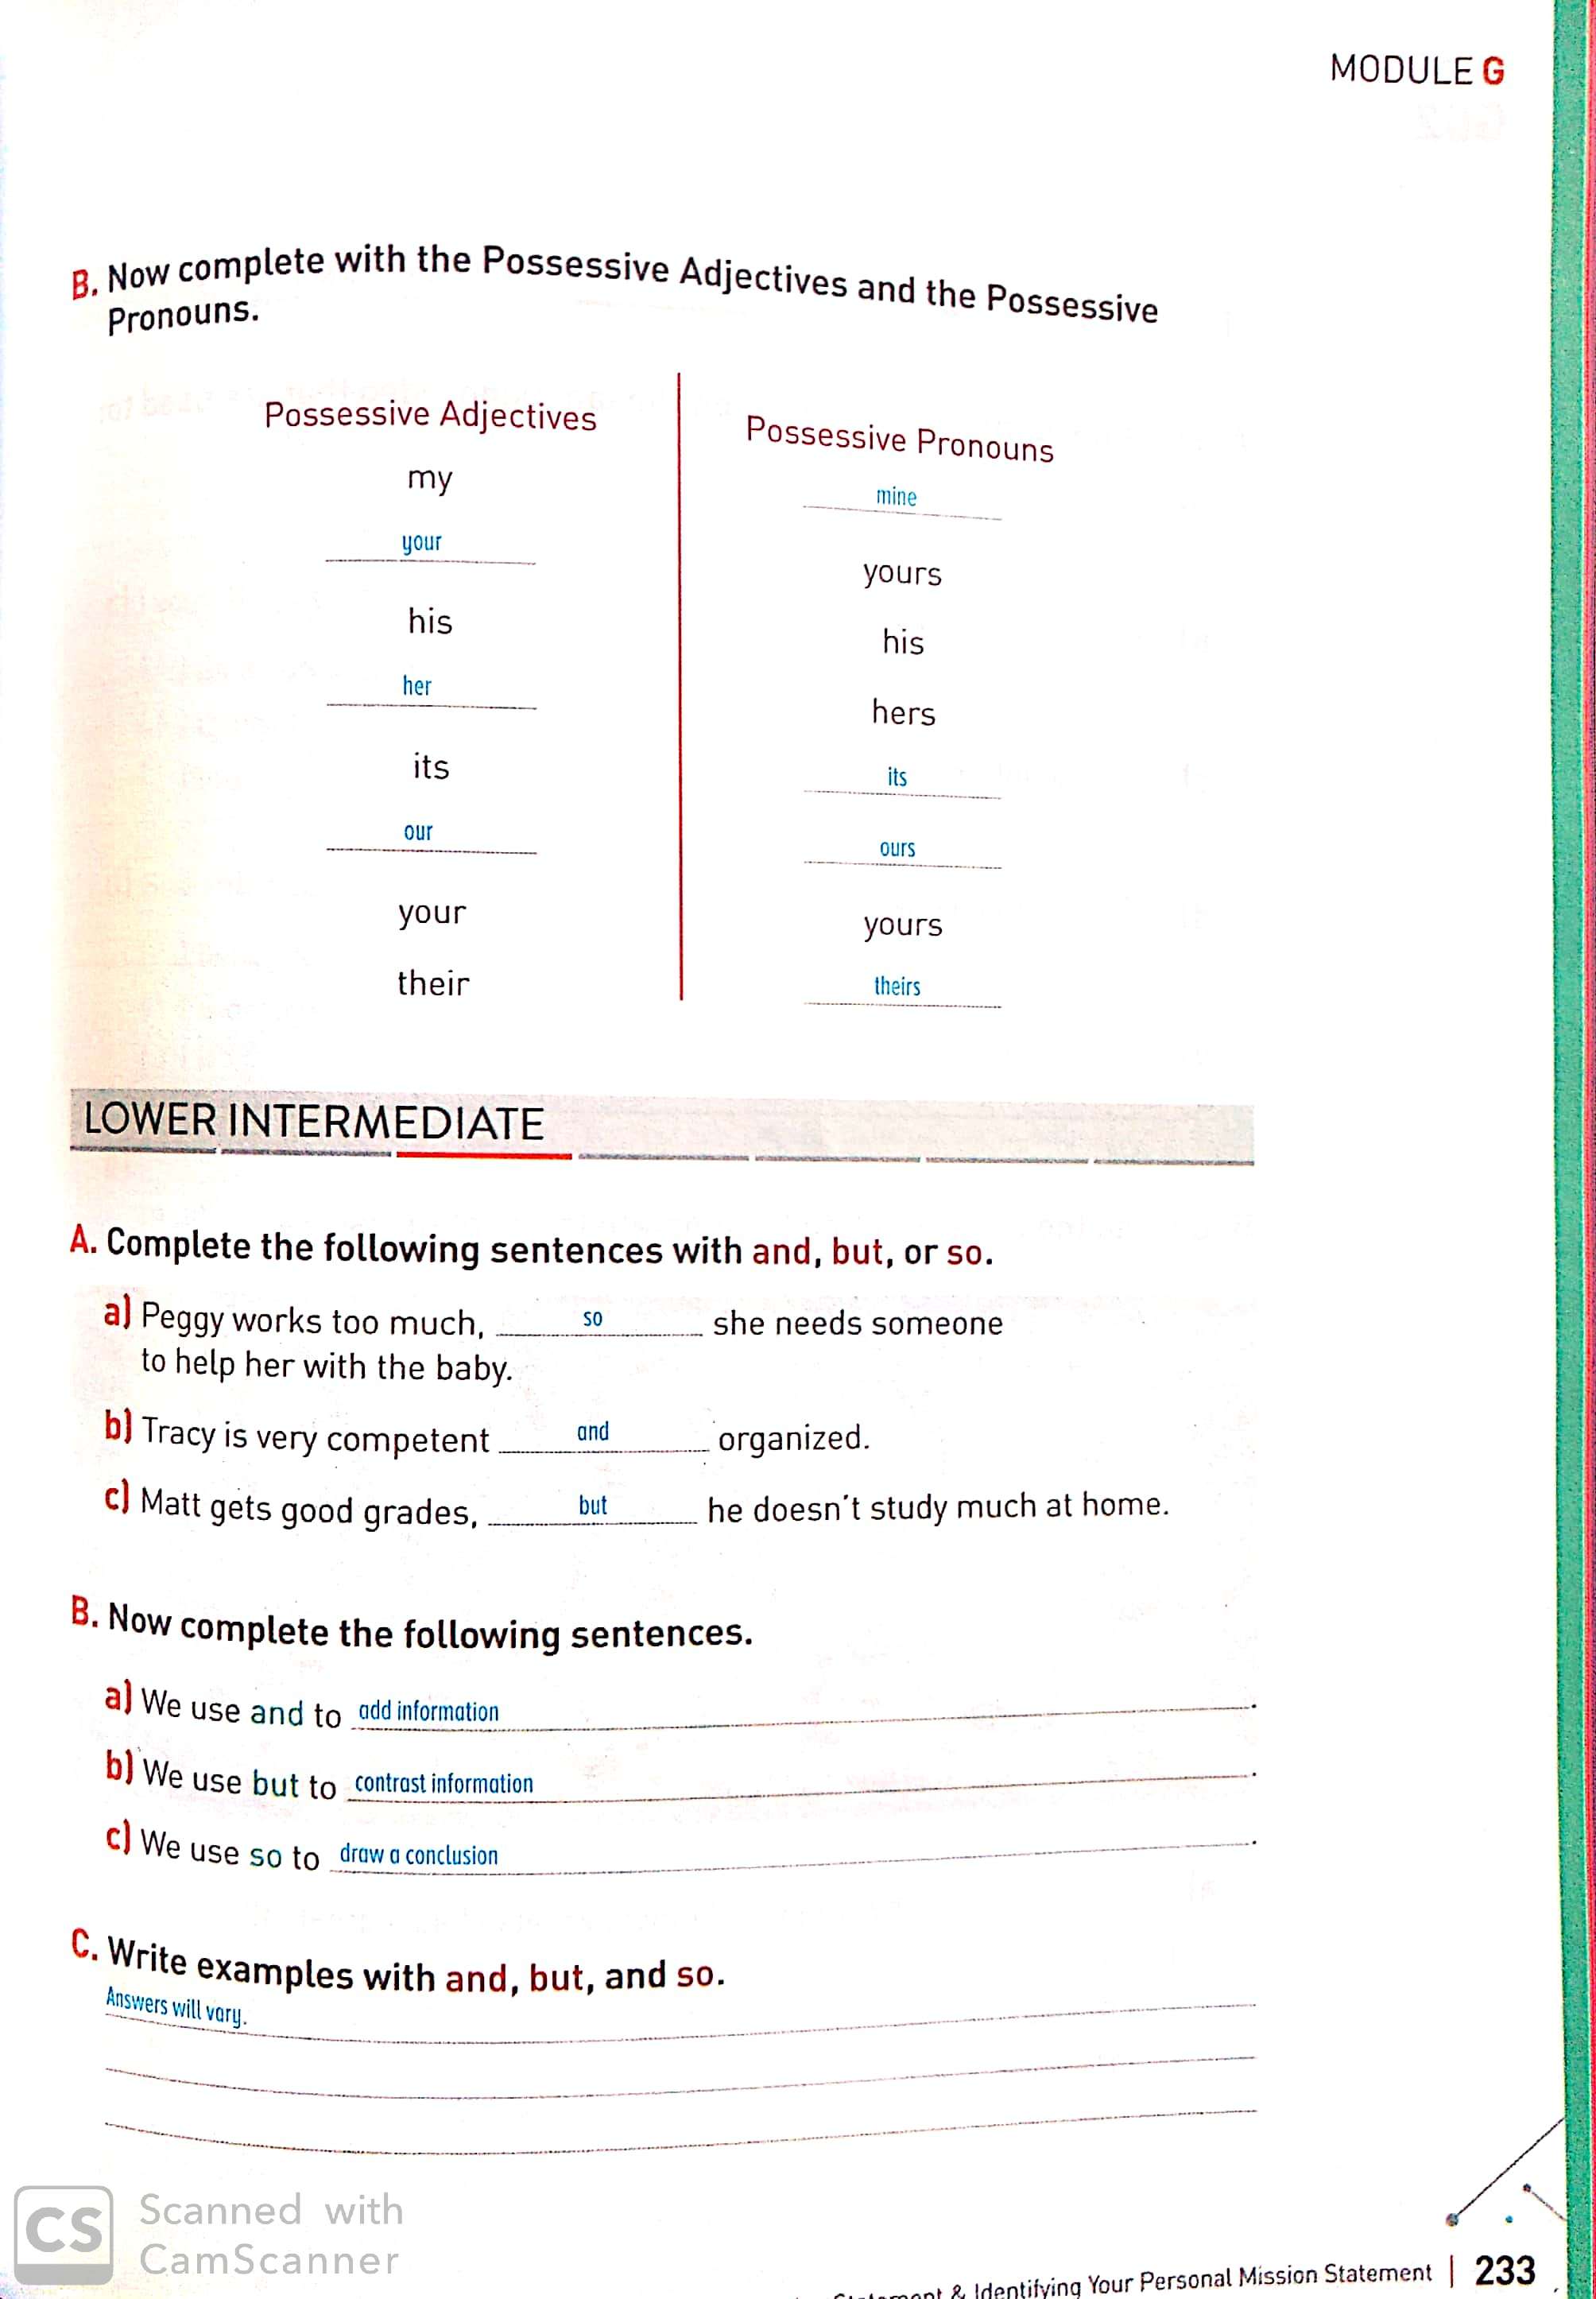 MODULE G
B. Now complete with the Possessive Adjectives and the Possessive
Pronouns.
Possessive Adjectives
my
your
his
her
its
our
your
their
Possessive Pronouns
mine
yours
his
hers
its
ours
yours
theirs
LOWER INTERMEDIATE
A. Complete the following sentences with and, but, or so.
a) Peggy works too much, so she needs someone
to help her with the baby.
b) Tracy is very competent and organized.
c) Matt gets good grades, but he doesn't study much at home.
B. Now complete the following sentences.
a) We use and to add information.
b) We use but to contrast information.
c) We use so to draw a conclusion.
C. Write examples with and, but, and so.
Answers will vary.
CS
Scanned with
CamScanner
& Identifying Your Personal Mission Statement | 233